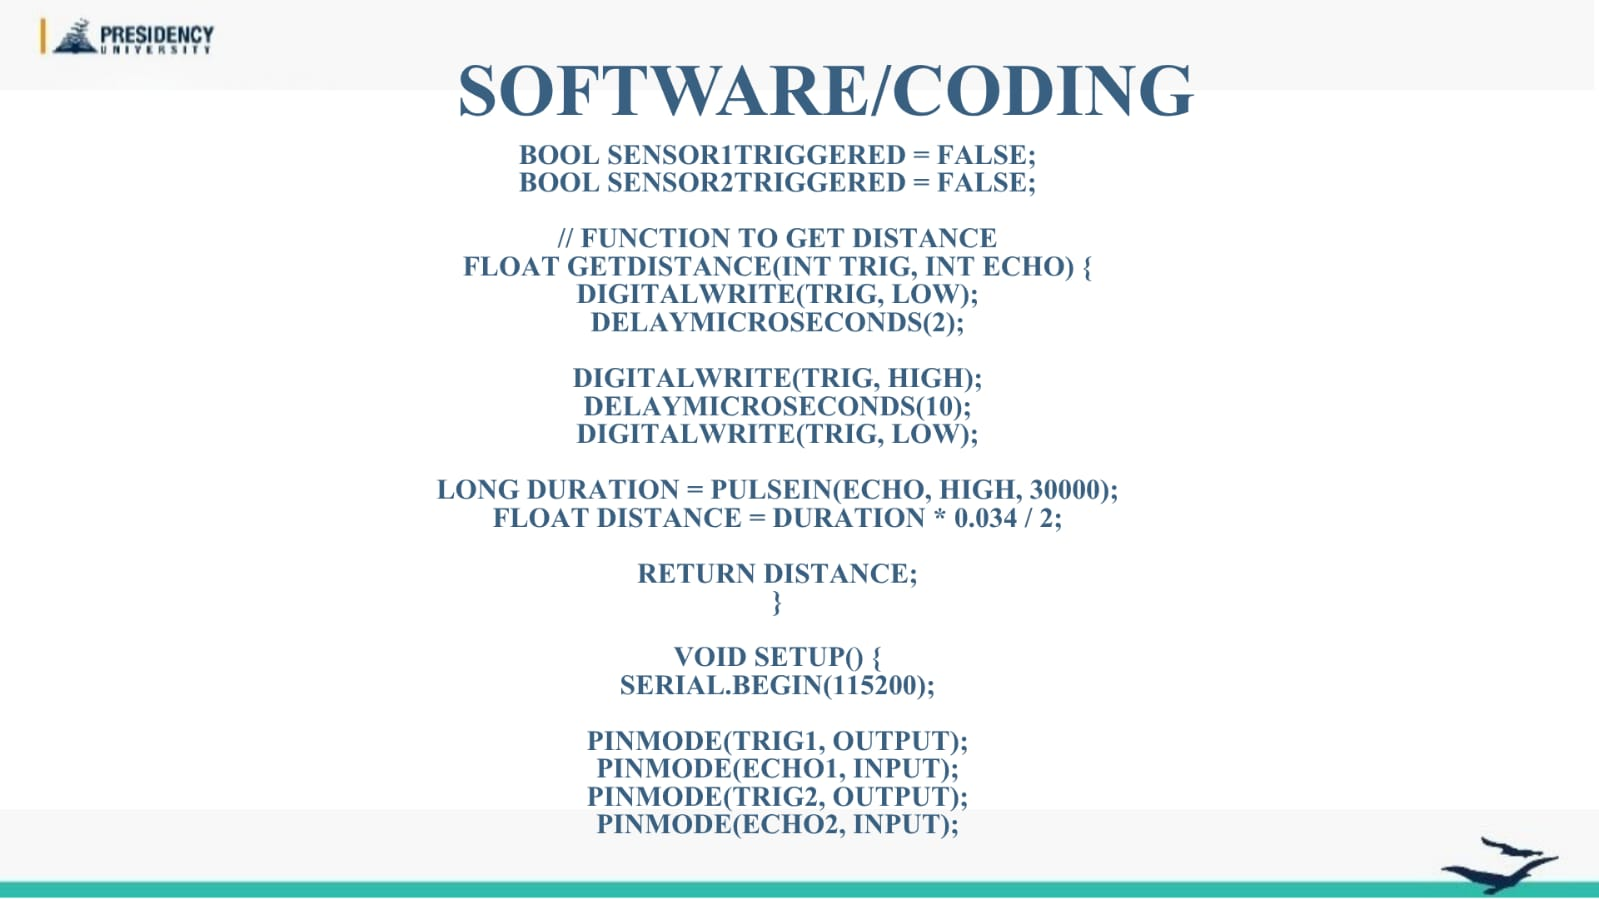 PRESIDENCY
UNIVERSITY
SOFTWARE/CODING
BOOL SENSOR1TRIGGERED = FALSE;
BOOL SENSOR2TRIGGERED = FALSE;
// FUNCTION TO GET DISTANCE
FLOAT GETDISTANCE(INT TRIG, INT ECHO) {
DIGITALWRITE(TRIG, LOW);
DELAYMICROSECONDS(2);
DIGITALWRITE(TRIG, HIGH);
DELAYMICROSECONDS(10);
DIGITALWRITE(TRIG, LOW);
LONG DURATION = PULSEIN(ECHO, HIGH, 30000);
FLOAT DISTANCE = DURATION * 0.034 / 2;
RETURN DISTANCE;
}
VOID SETUP() {
SERIAL.BEGIN(115200);
PINMODE(TRIG1, OUTPUT);
PINMODE(ECHO1, INPUT);
PINMODE(TRIG2, OUTPUT);
PINMODE(ECHO2, INPUT);